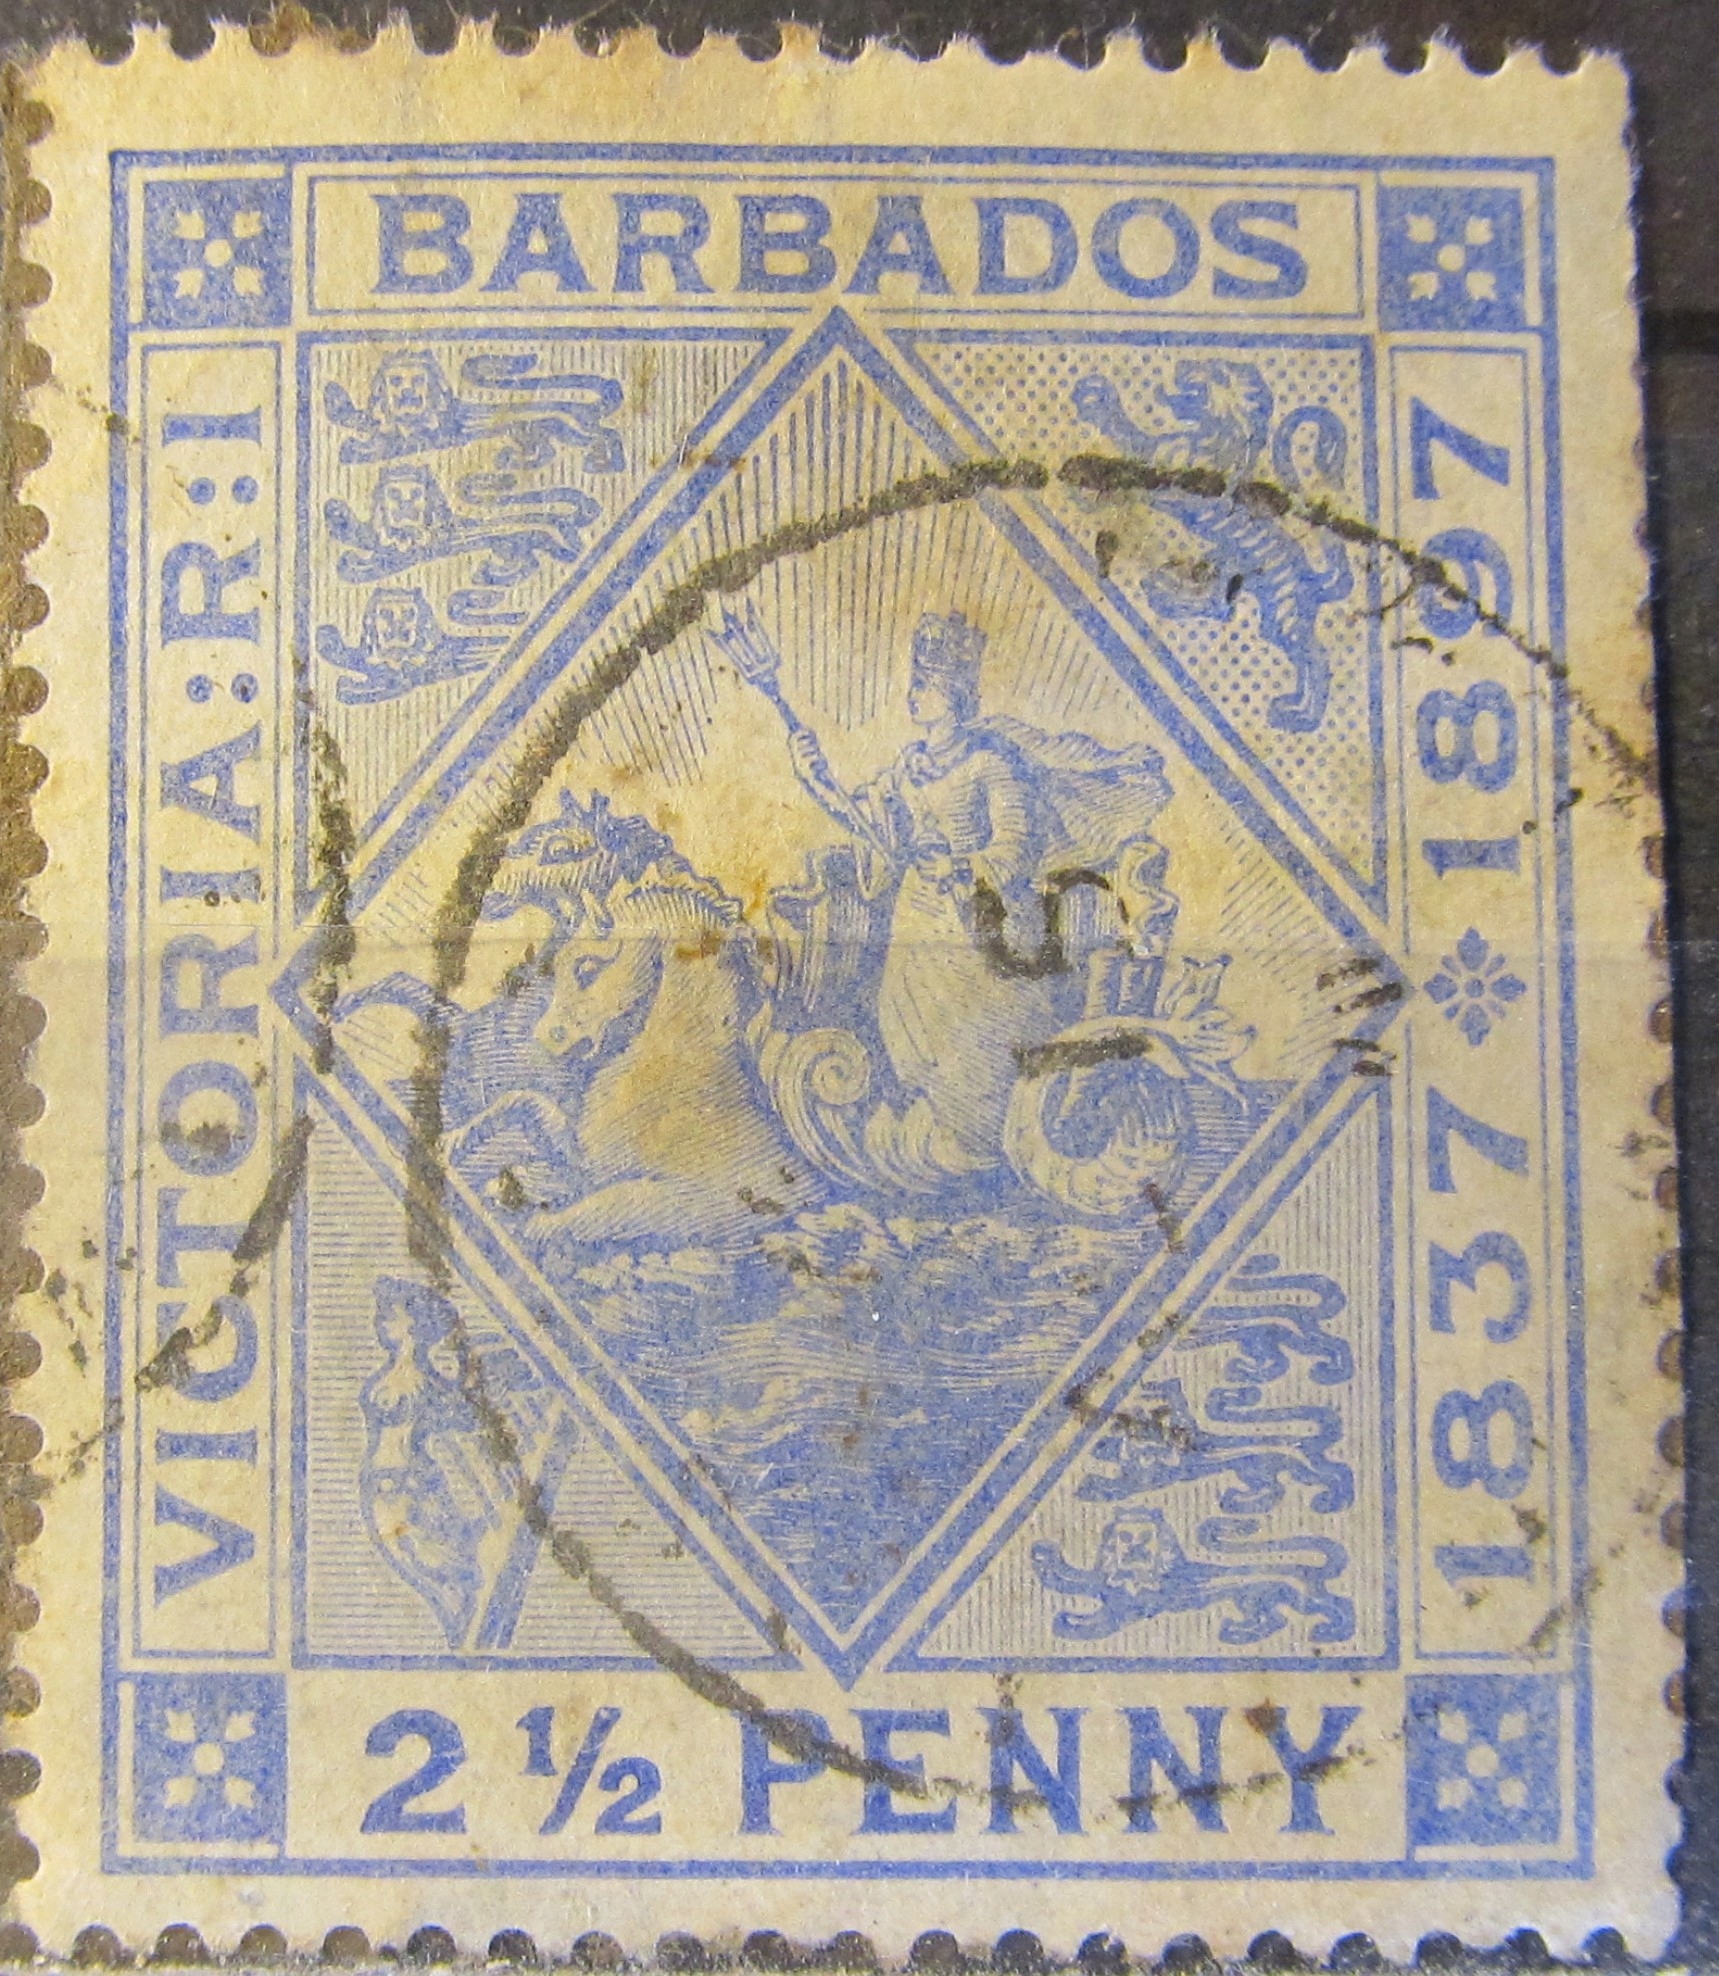 BARBADOS
VICTORIA:R:I
1837 1897
2 1/2 PENNY